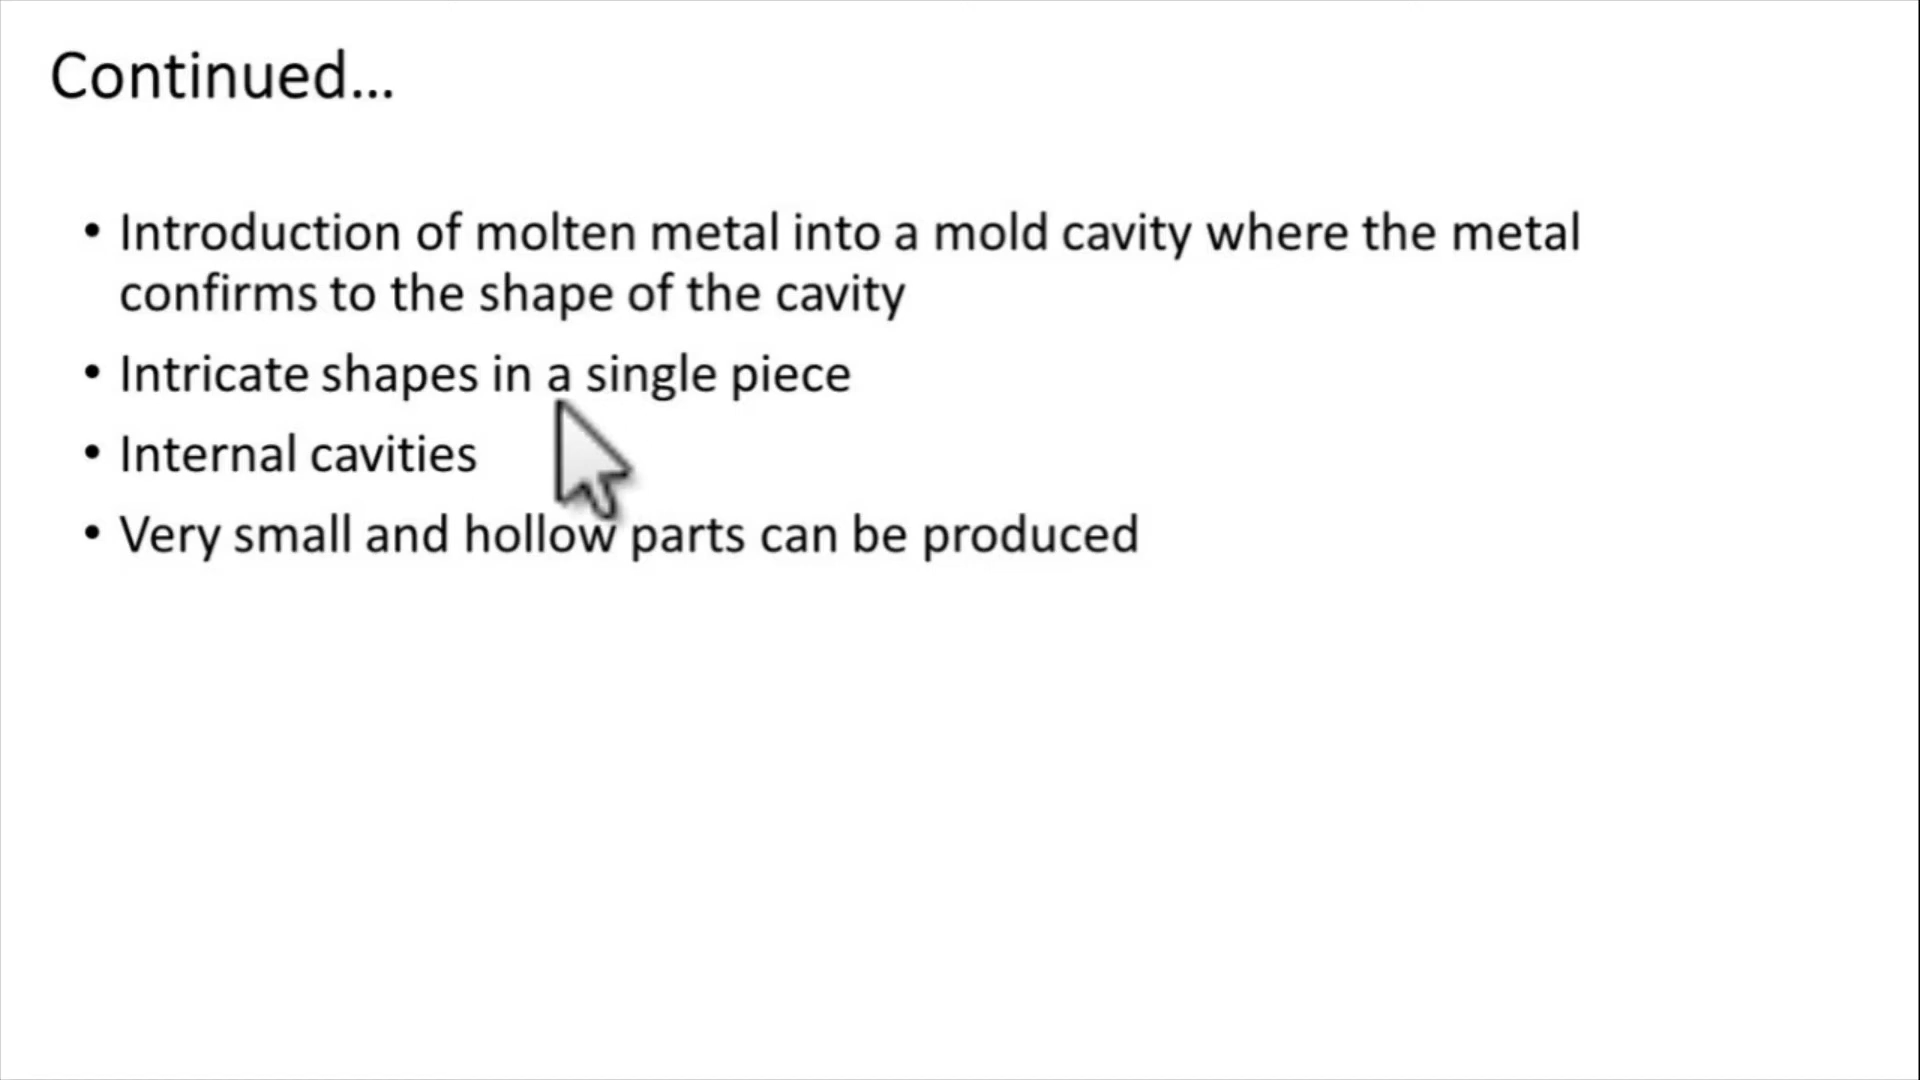 Continued...
• Introduction of molten metal into a mold cavity where the metal
confirms to the shape of the cavity
• Intricate shapes in a single piece
• Internal cavities
• Very small and hollow parts can be produced